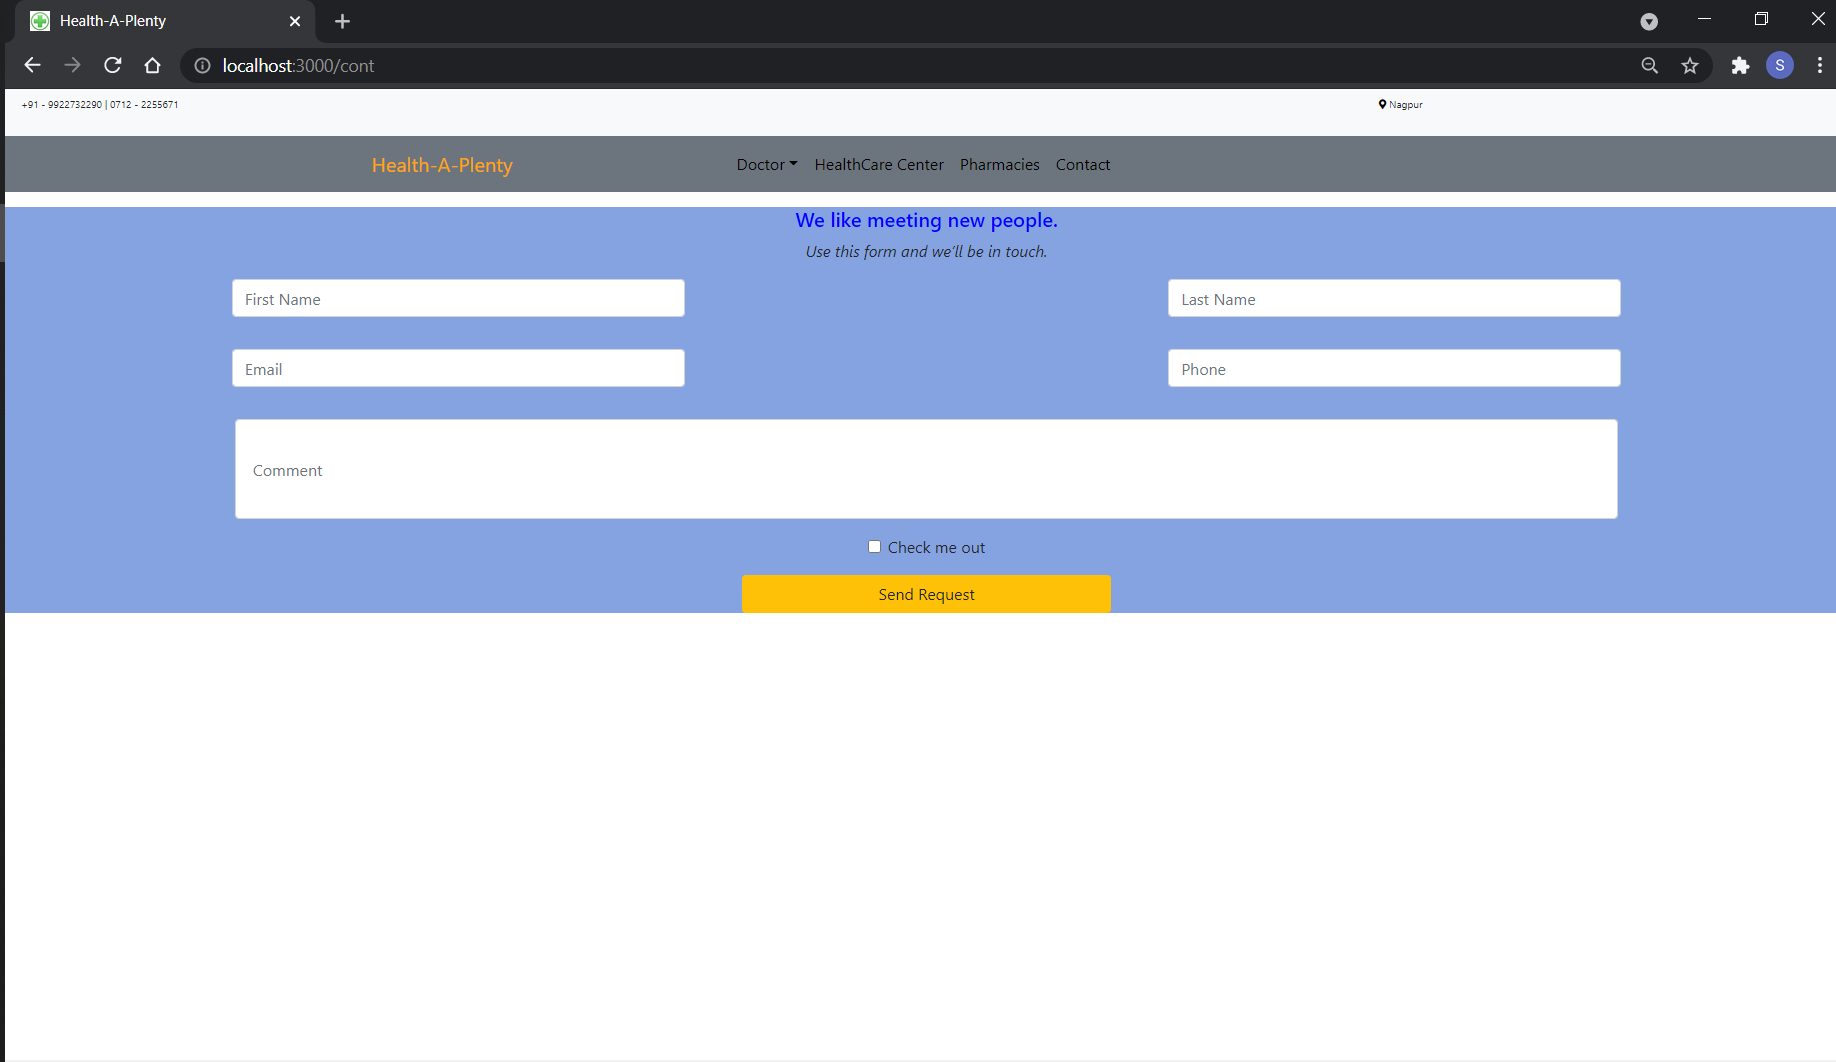 Health-A-Plenty
localhost:3000/cont
S
+91 - 9922732290 | 0712 - 2255671
Nagpur
Health-A-Plenty
Doctor HealthCare Center Pharmacies Contact
We like meeting new people.
Use this form and we'll be in touch.
First Name
Last Name
Email
Phone
Comment
Check me out
Send Request